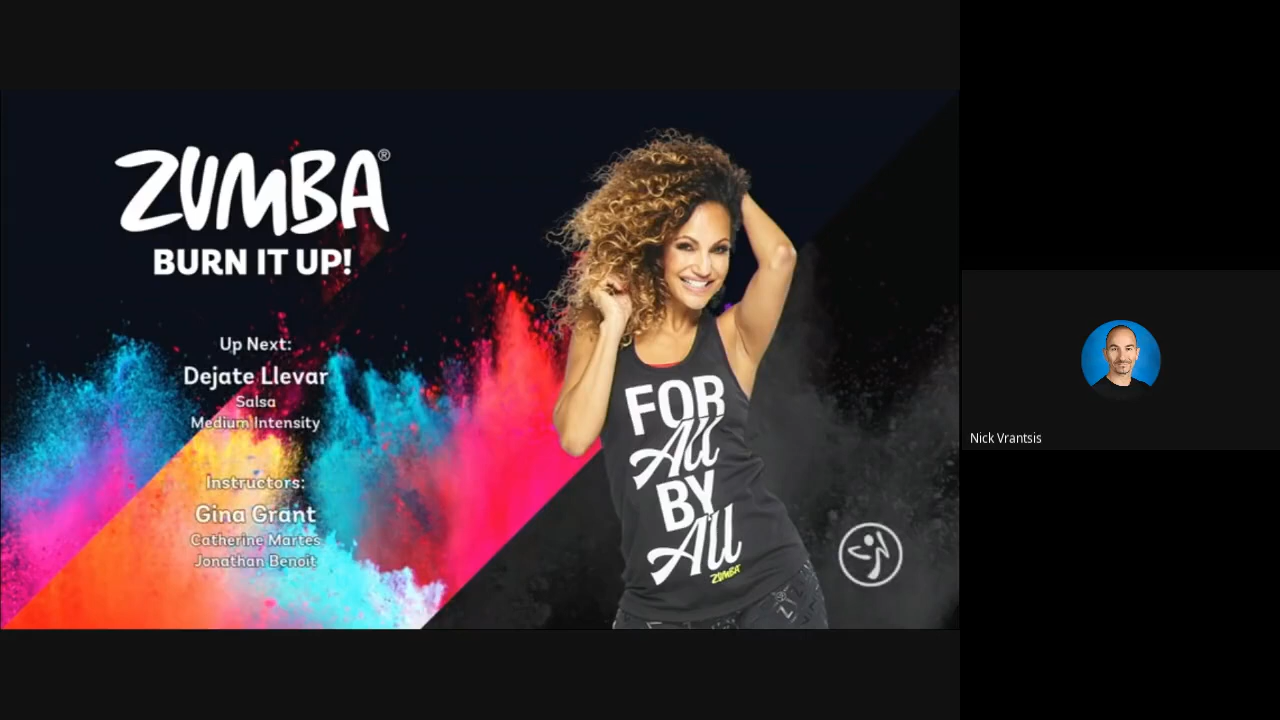 ZUMBA®
BURN IT UP!
Up Next:
Dejate Llevar
Salsa
Medium Intensity
Instructors:
Gina Grant
Catherine Martes
Jonathan Benoit
FOR
All
BY
All
ZUMBA
Nick Vrantsis